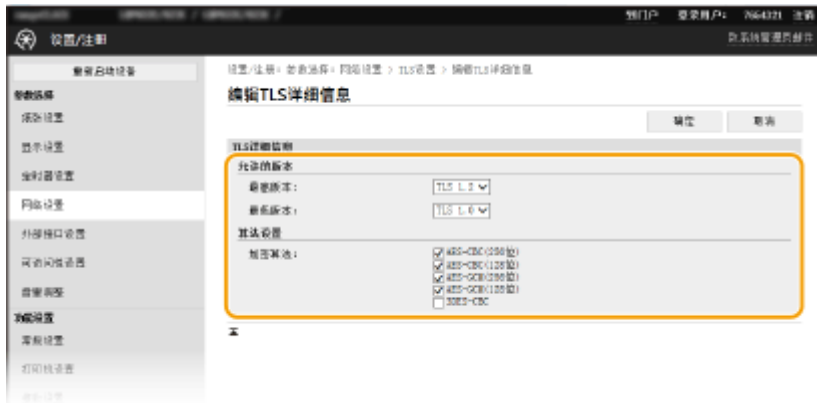 到门户 登录用户: 7654321 注销
设置/注册 致系统管理员邮件
重新启动设备
参数选择
纸张设置
显示设置
定时器设置
网络设置
外部接口设置
可访问性设置
音量调整
功能设置
常规设置
打印机设置
设置/注册: 参数选择: 网络设置 > TLS设置 > 编辑TLS详细信息
编辑TLS详细信息
确定 取消
TLS详细信息
允许的版本
最高版本: TLS 1.2
最低版本: TLS 1.0
算法设置
加密算法: AES-CBC(256位)
AES-CBC(128位)
AES-GCM(256位)
AES-GCM(128位)
3DES-CBC